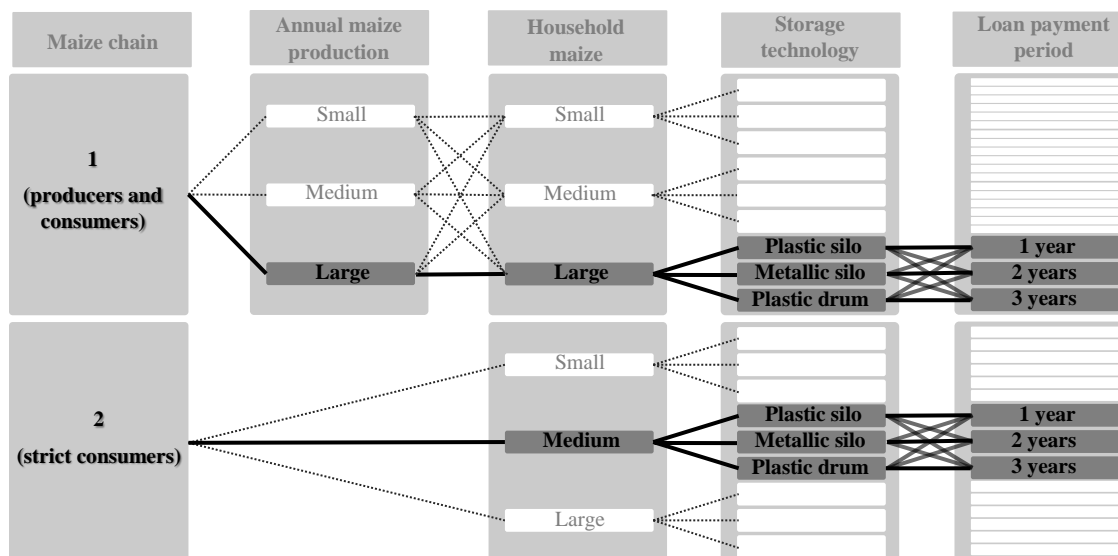 Maize chain
Annual maize
production
Household
maize
Storage
technology
Loan payment
period
1
(producers and
consumers)
Small
Medium
Large
Small
Medium
Large
Plastic silo
Metallic silo
Plastic drum
1 year
2 years
3 years
2
(strict consumers)
Small
Medium
Large
Plastic silo
Metallic silo
Plastic drum
1 year
2 years
3 years